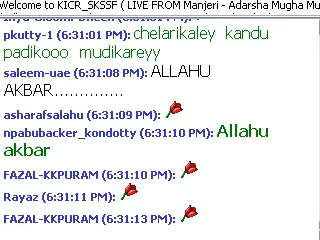 Welcome to KICR_SKSSF ( LIVE FROM Manjeri - Adarsha Mugha Mu
pkutty-1 (6:31:01 PM): chelarikaley kandu
padikooo mudikareyy
saleem-uae (6:31:08 PM): ALLAHU
AKBAR..............
asharafsalahu (6:31:09 PM):
npabubacker_kondotty (6:31:10 PM): Allahu
akbar
FAZAL-KKPURAM (6:31:10 PM):
Rayaz (6:31:11 PM):
FAZAL-KKPURAM (6:31:13 PM):